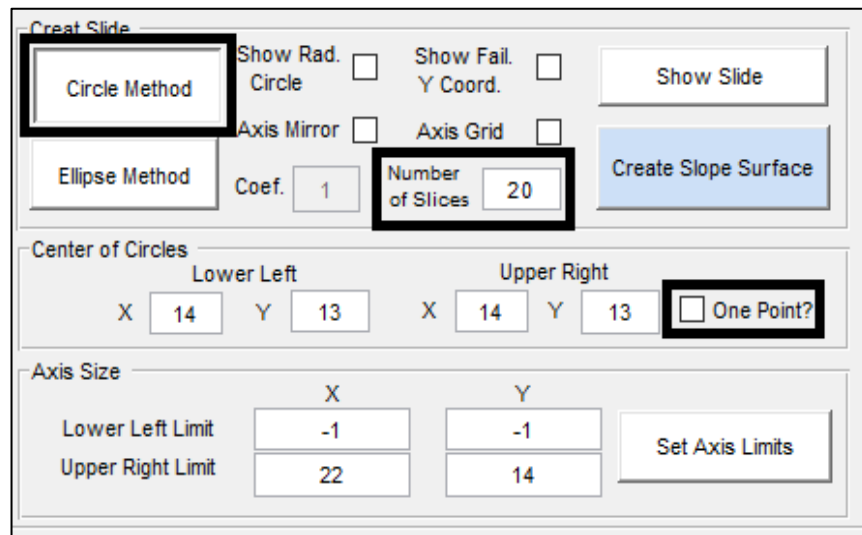 Creat Slide
Circle Method
Show Rad.
Circle
Show Fail.
Y Coord.
Show Slide
Axis Mirror
Axis Grid
Ellipse Method
Coef. 1
Number
of Slices 20
Create Slope Surface
Center of Circles
Lower Left Upper Right
X 14 Y 13 X 14 Y 13 One Point?
Axis Size
X Y
Lower Left Limit -1 -1
Upper Right Limit 22 14
Set Axis Limits